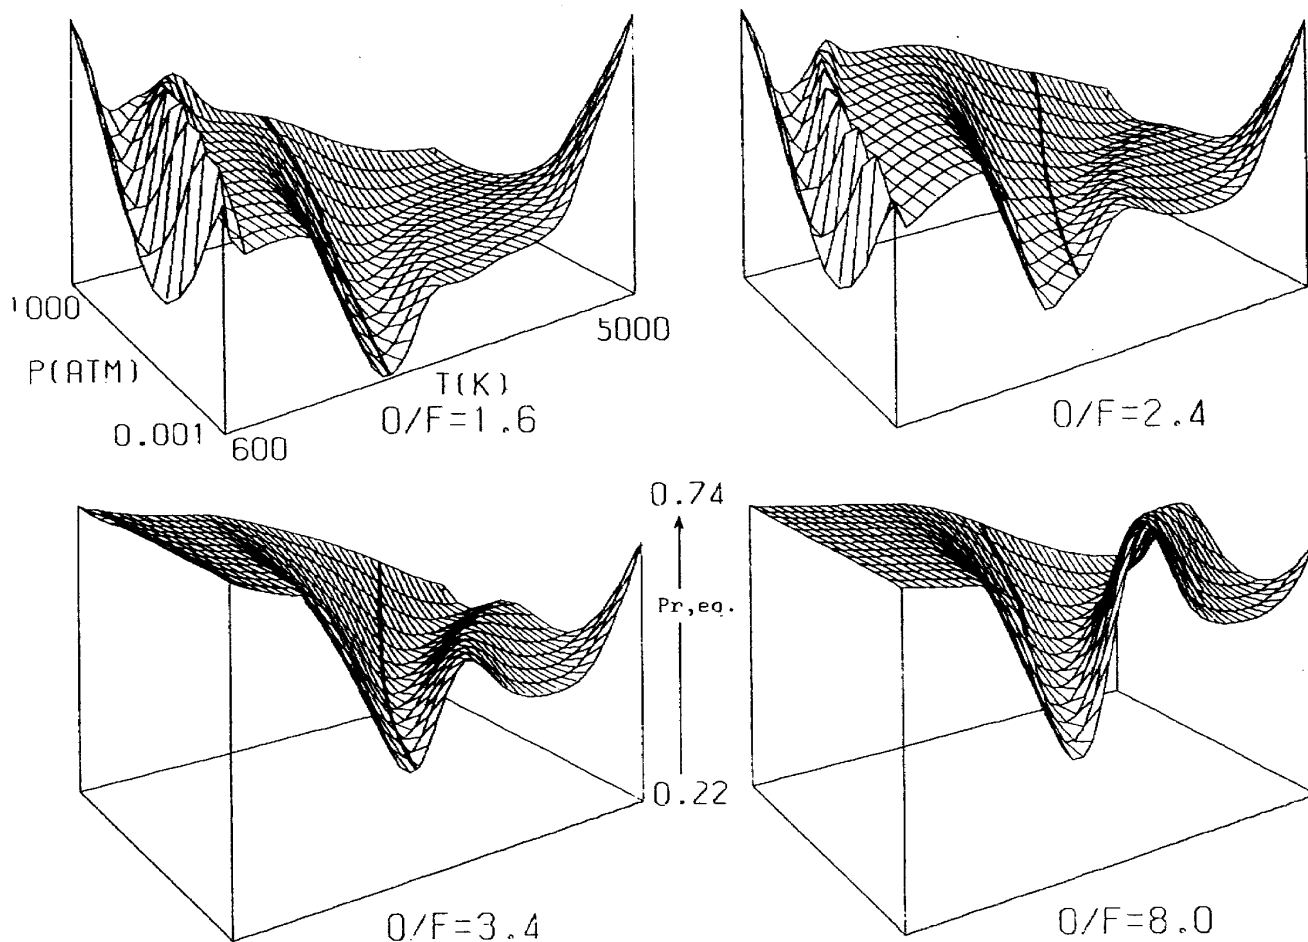 1000
P(ATM)
0.001
600
T(K)
5000
O/F=1.6
O/F=2.4
0.74
Pr,eq.
0.22
O/F=3.4
O/F=8.0